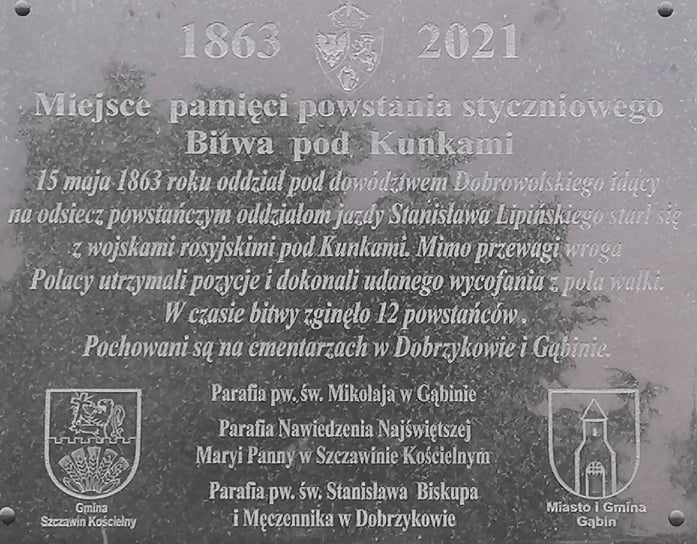 1863 2021
Miejsce pamięci powstania styczniowego
Bitwa pod Kunkami
15 maja 1863 roku oddział pod dowództwem Dobrowolskiego idący
na odsiecz powstańczym oddziałom jazdy Stanisława Lipińskiego starł się
z wojskami rosyjskimi pod Kunkami. Mimo przewagi wroga
Polacy utrzymali pozycje i dokonali udanego wycofania z pola walki.
W czasie bitwy zginęło 12 powstańców .
Pochowani są na cmentarzach w Dobrzykowie i Gąbinie.
Parafia pw. św. Mikołaja w Gąbinie
Parafia Nawiedzenia Najświętszej
Maryi Panny w Szczawinie Kościelnym
Parafia pw. św. Stanisława Biskupa
i Męczennika w Dobrzykowie
Gmina
Szczawin Kościelny
Miasto i Gmina
Gąbin